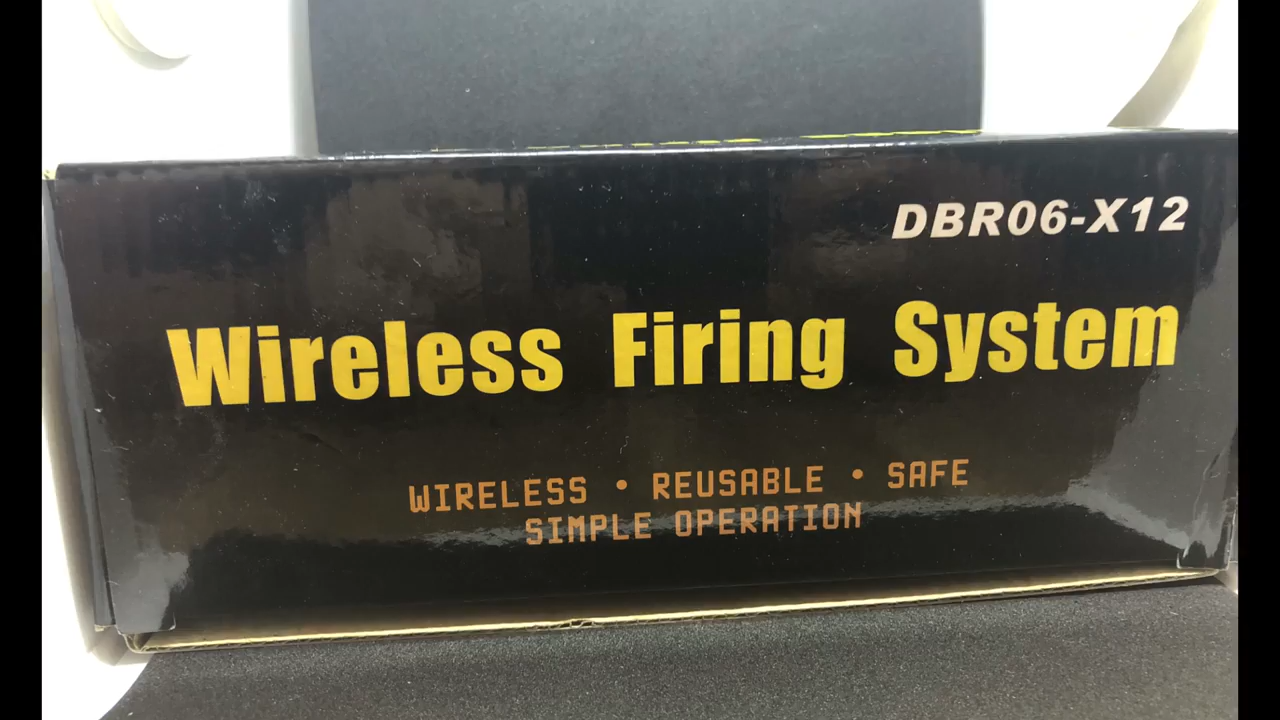 DBR06-X12
Wireless Firing System
WIRELESS • REUSABLE • SAFE
SIMPLE OPERATION